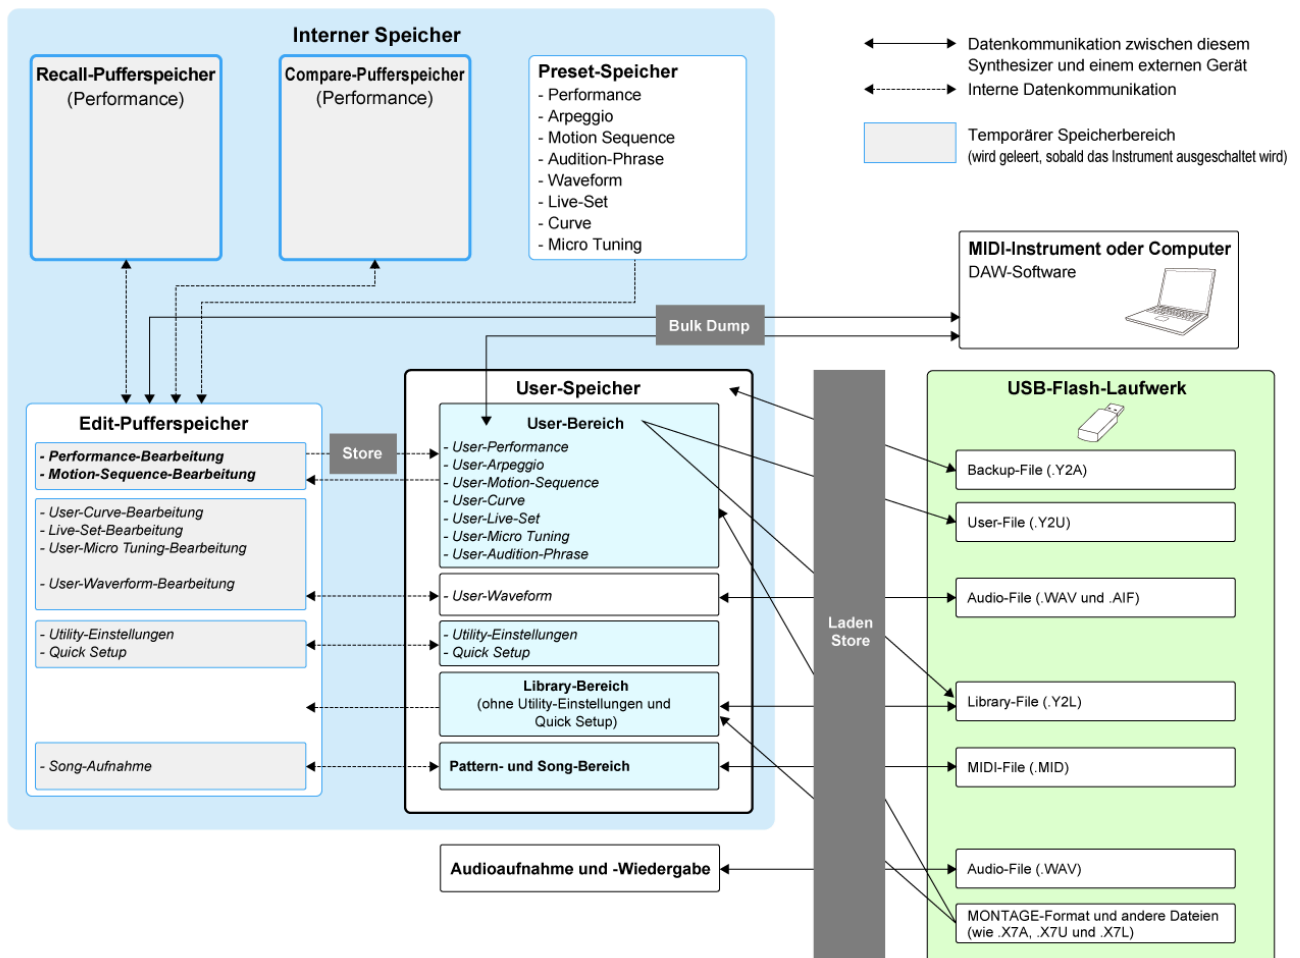 Interner Speicher
Recall-Pufferspeicher
(Performance)
Compare-Pufferspeicher
(Performance)
Preset-Speicher
- Performance
- Arpeggio
- Motion Sequence
- Audition-Phrase
- Waveform
- Live-Set
- Curve
- Micro Tuning
Datenkommunikation zwischen diesem
Synthesizer und einem externen Gerät
Interne Datenkommunikation
Temporärer Speicherbereich
(wird geleert, sobald das Instrument ausgeschaltet wird)
MIDI-Instrument oder Computer
DAW-Software
Bulk Dump
Edit-Pufferspeicher
- Performance-Bearbeitung
- Motion-Sequence-Bearbeitung
- User-Curve-Bearbeitung
- Live-Set-Bearbeitung
- User-Micro Tuning-Bearbeitung
- User-Waverform-Bearbeitung
- Utility-Einstellungen
- Quick Setup
- Song-Aufnahme
Store
User-Speicher
User-Bereich
- User-Performance
- User-Arpeggio
- User-Motion-Sequence
- User-Curve
- User-Live-Set
- User-Micro Tuning
- User-Audition-Phrase
- User-Waveform
- Utility-Einstellungen
- Quick Setup
Library-Bereich
(ohne Utility-Einstellungen und
Quick Setup)
Pattern- und Song-Bereich
Audioaufnahme und -Wiedergabe
Laden
Store
USB-Flash-Laufwerk
Backup-File (.Y2A)
User-File (.Y2U)
Audio-File (.WAV und .AIF)
Library-File (.Y2L)
MIDI-File (.MID)
Audio-File (.WAV)
MONTAGE-Format und andere Dateien
(wie .X7A, .X7U und .X7L)